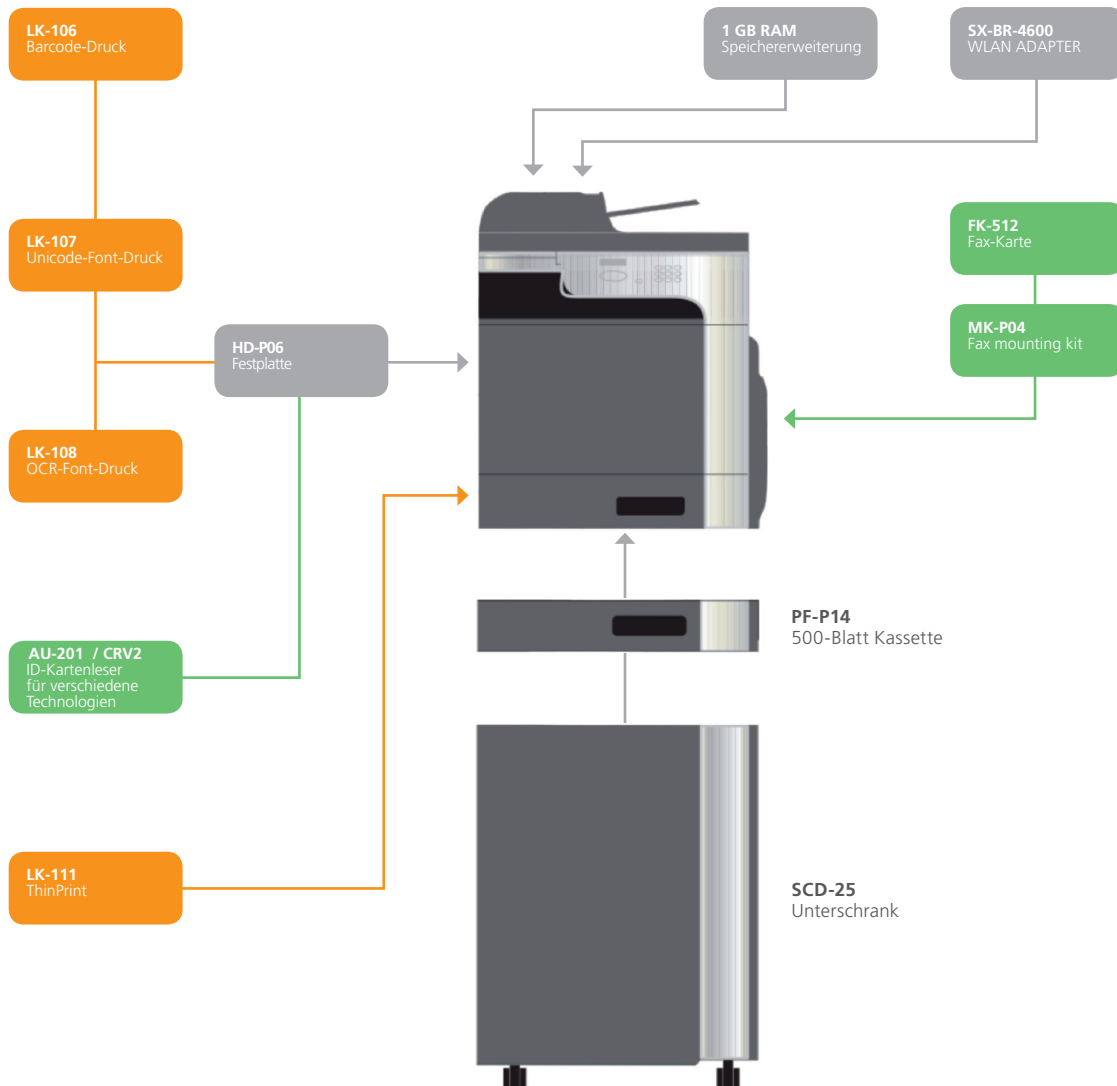 LK-106
Barcode-Druck
1 GB RAM
Speichererweiterung
SX-BR-4600
WLAN ADAPTER
LK-107
Unicode-Font-Druck
FK-512
Fax-Karte
HD-P06
Festplatte
MK-P04
Fax mounting kit
LK-108
OCR-Font-Druck
AU-201 / CRV2
ID-Kartenleser
für verschiedene
Technologien
PF-P14
500-Blatt Kassette
LK-111
ThinPrint
SCD-25
Unterschrank